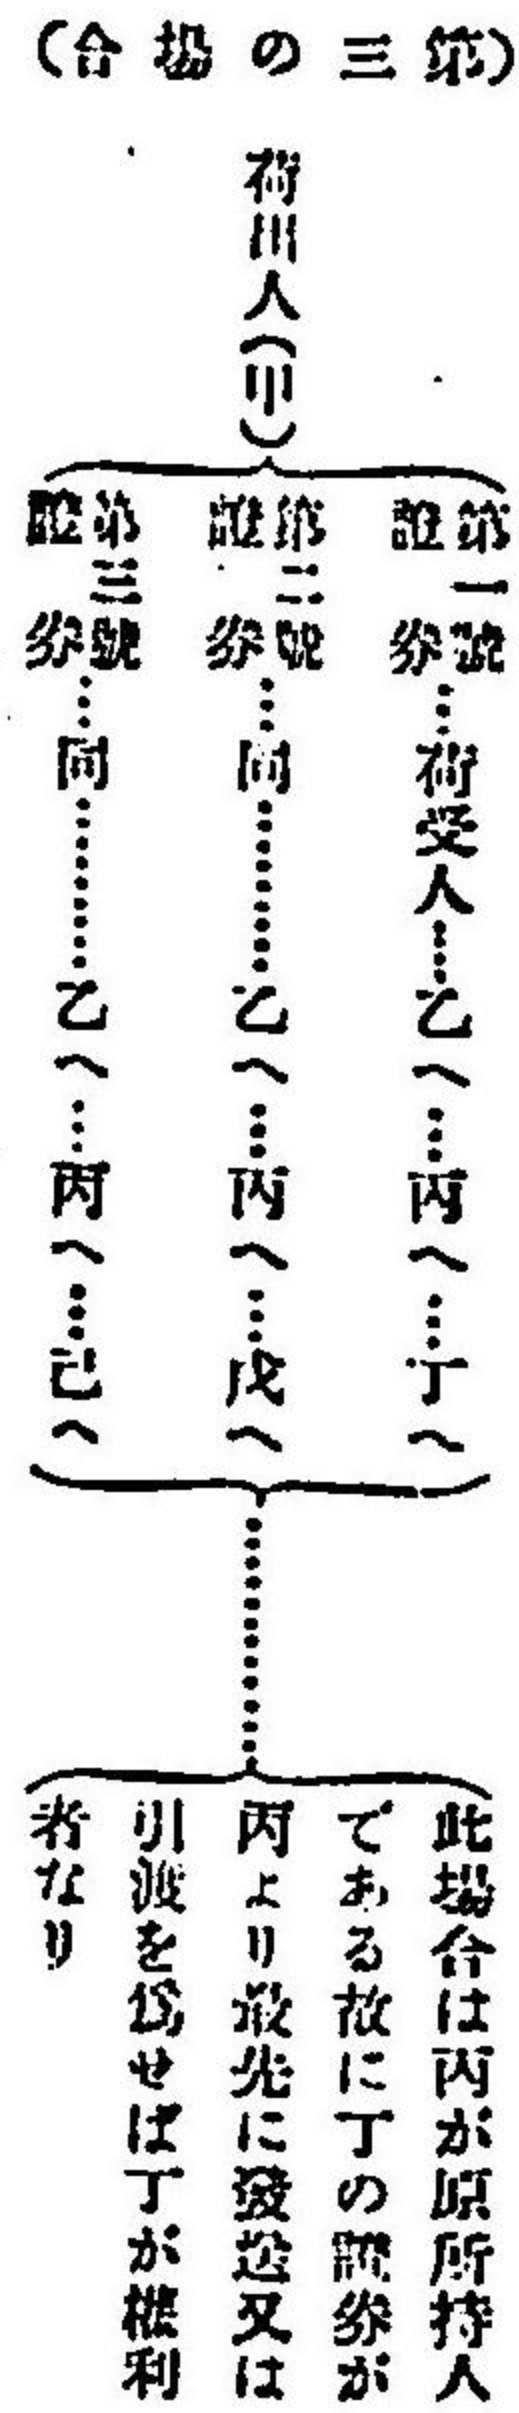 （第三の場合）
荷出人（甲）
第一號證券…荷受人……乙へ…丙へ…丁へ
第二號證券…同………乙へ…丙へ…戊へ
第三號證券…同………乙へ…丙へ…己へ
此場合は丙が原所持人
である故に丁の證券が
丙より最先に發送又は
引渡を爲せば丁が權利
者なり